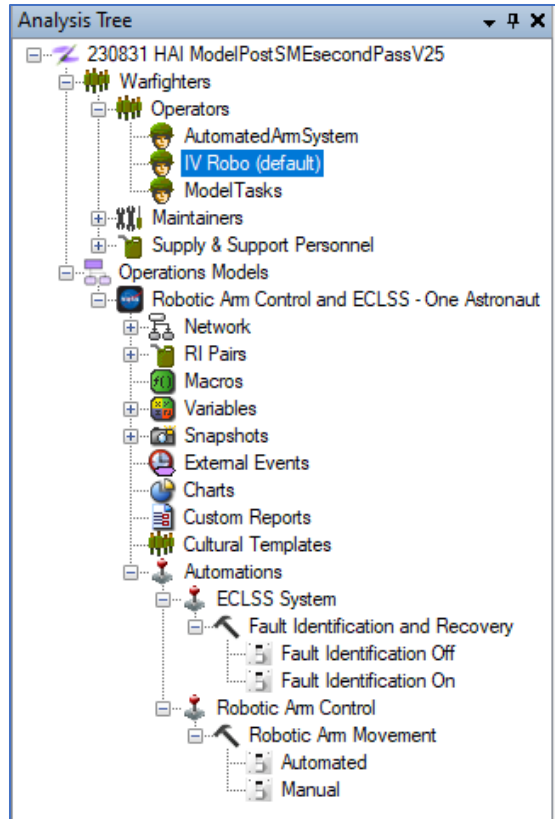 Analysis Tree
230831 HAI ModelPostSMEsecondPassV25
Warfighters
Operators
AutomatedArmSystem
IV Robo (default)
ModelTasks
Maintainers
Supply & Support Personnel
Operations Models
Robotic Arm Control and ECLSS - One Astronaut
Network
RI Pairs
Macros
Variables
Snapshots
External Events
Charts
Custom Reports
Cultural Templates
Automations
ECLSS System
Fault Identification and Recovery
Fault Identification Off
Fault Identification On
Robotic Arm Control
Robotic Arm Movement
Automated
Manual